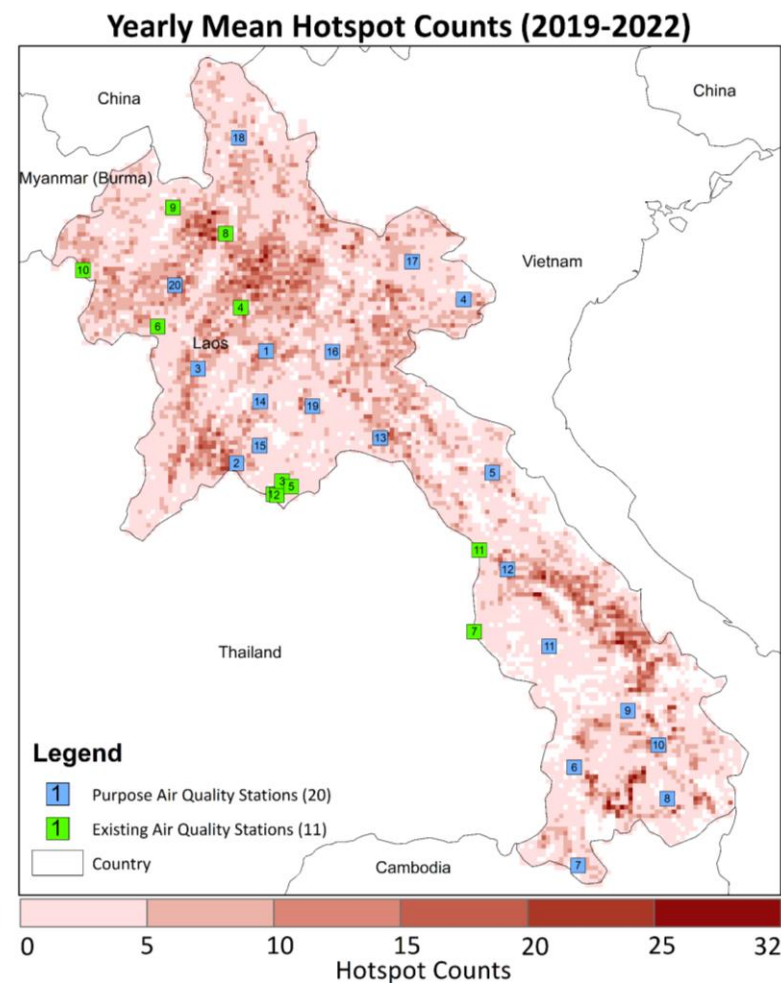 Yearly Mean Hotspot Counts (2019-2022)
China
China
18
Myanmar (Burma)
9
8
17
Vietnam
10
20
4
4
6
Laos
1
16
3
14
19
13
15
2
3
5
12
5
11
12
7
11
Thailand
9
10
6
8
7
Legend
1 Purpose Air Quality Stations (20)
1 Existing Air Quality Stations (11)
Country
Cambodia
0 5 10 15 20 25 32
Hotspot Counts